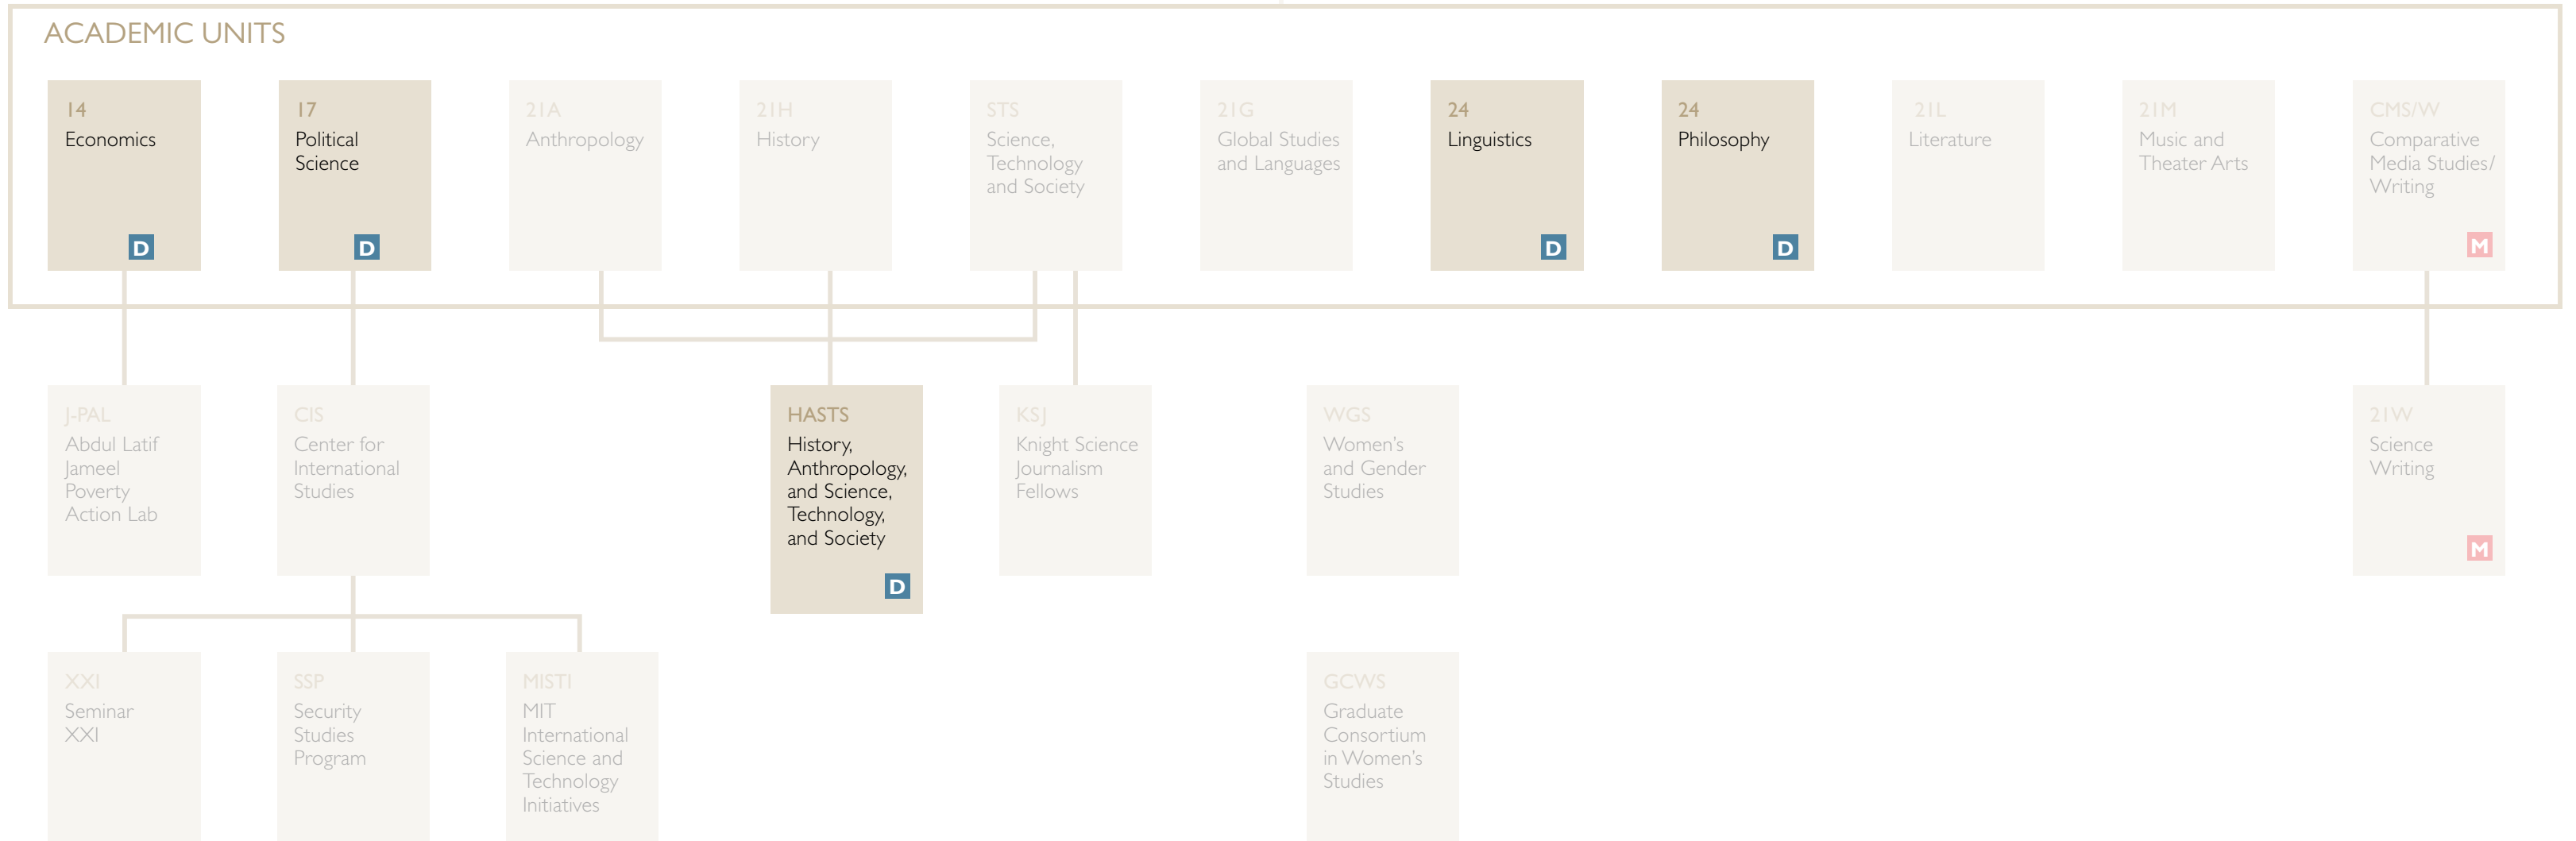 ACADEMIC UNITS
14
Economics
D
17
Political
Science
D
21A
Anthropology
21H
History
STS
Science,
Technology
and Society
21G
Global Studies
and Languages
24
Linguistics
D
24
Philosophy
D
21L
Literature
21M
Music and
Theater Arts
CMS/W
Comparative
Media Studies/
Writing
M
J-PAL
Abdul Latif
Jameel
Poverty
Action Lab
CIS
Center for
International
Studies
HASTS
History,
Anthropology,
and Science,
Technology,
and Society
D
KSJ
Knight Science
Journalism
Fellows
WGS
Women's
and Gender
Studies
21W
Science
Writing
M
XXI
Seminar
XXI
SSP
Security
Studies
Program
MISTI
MIT
International
Science and
Technology
Initiatives
GCWS
Graduate
Consortium
in Women's
Studies